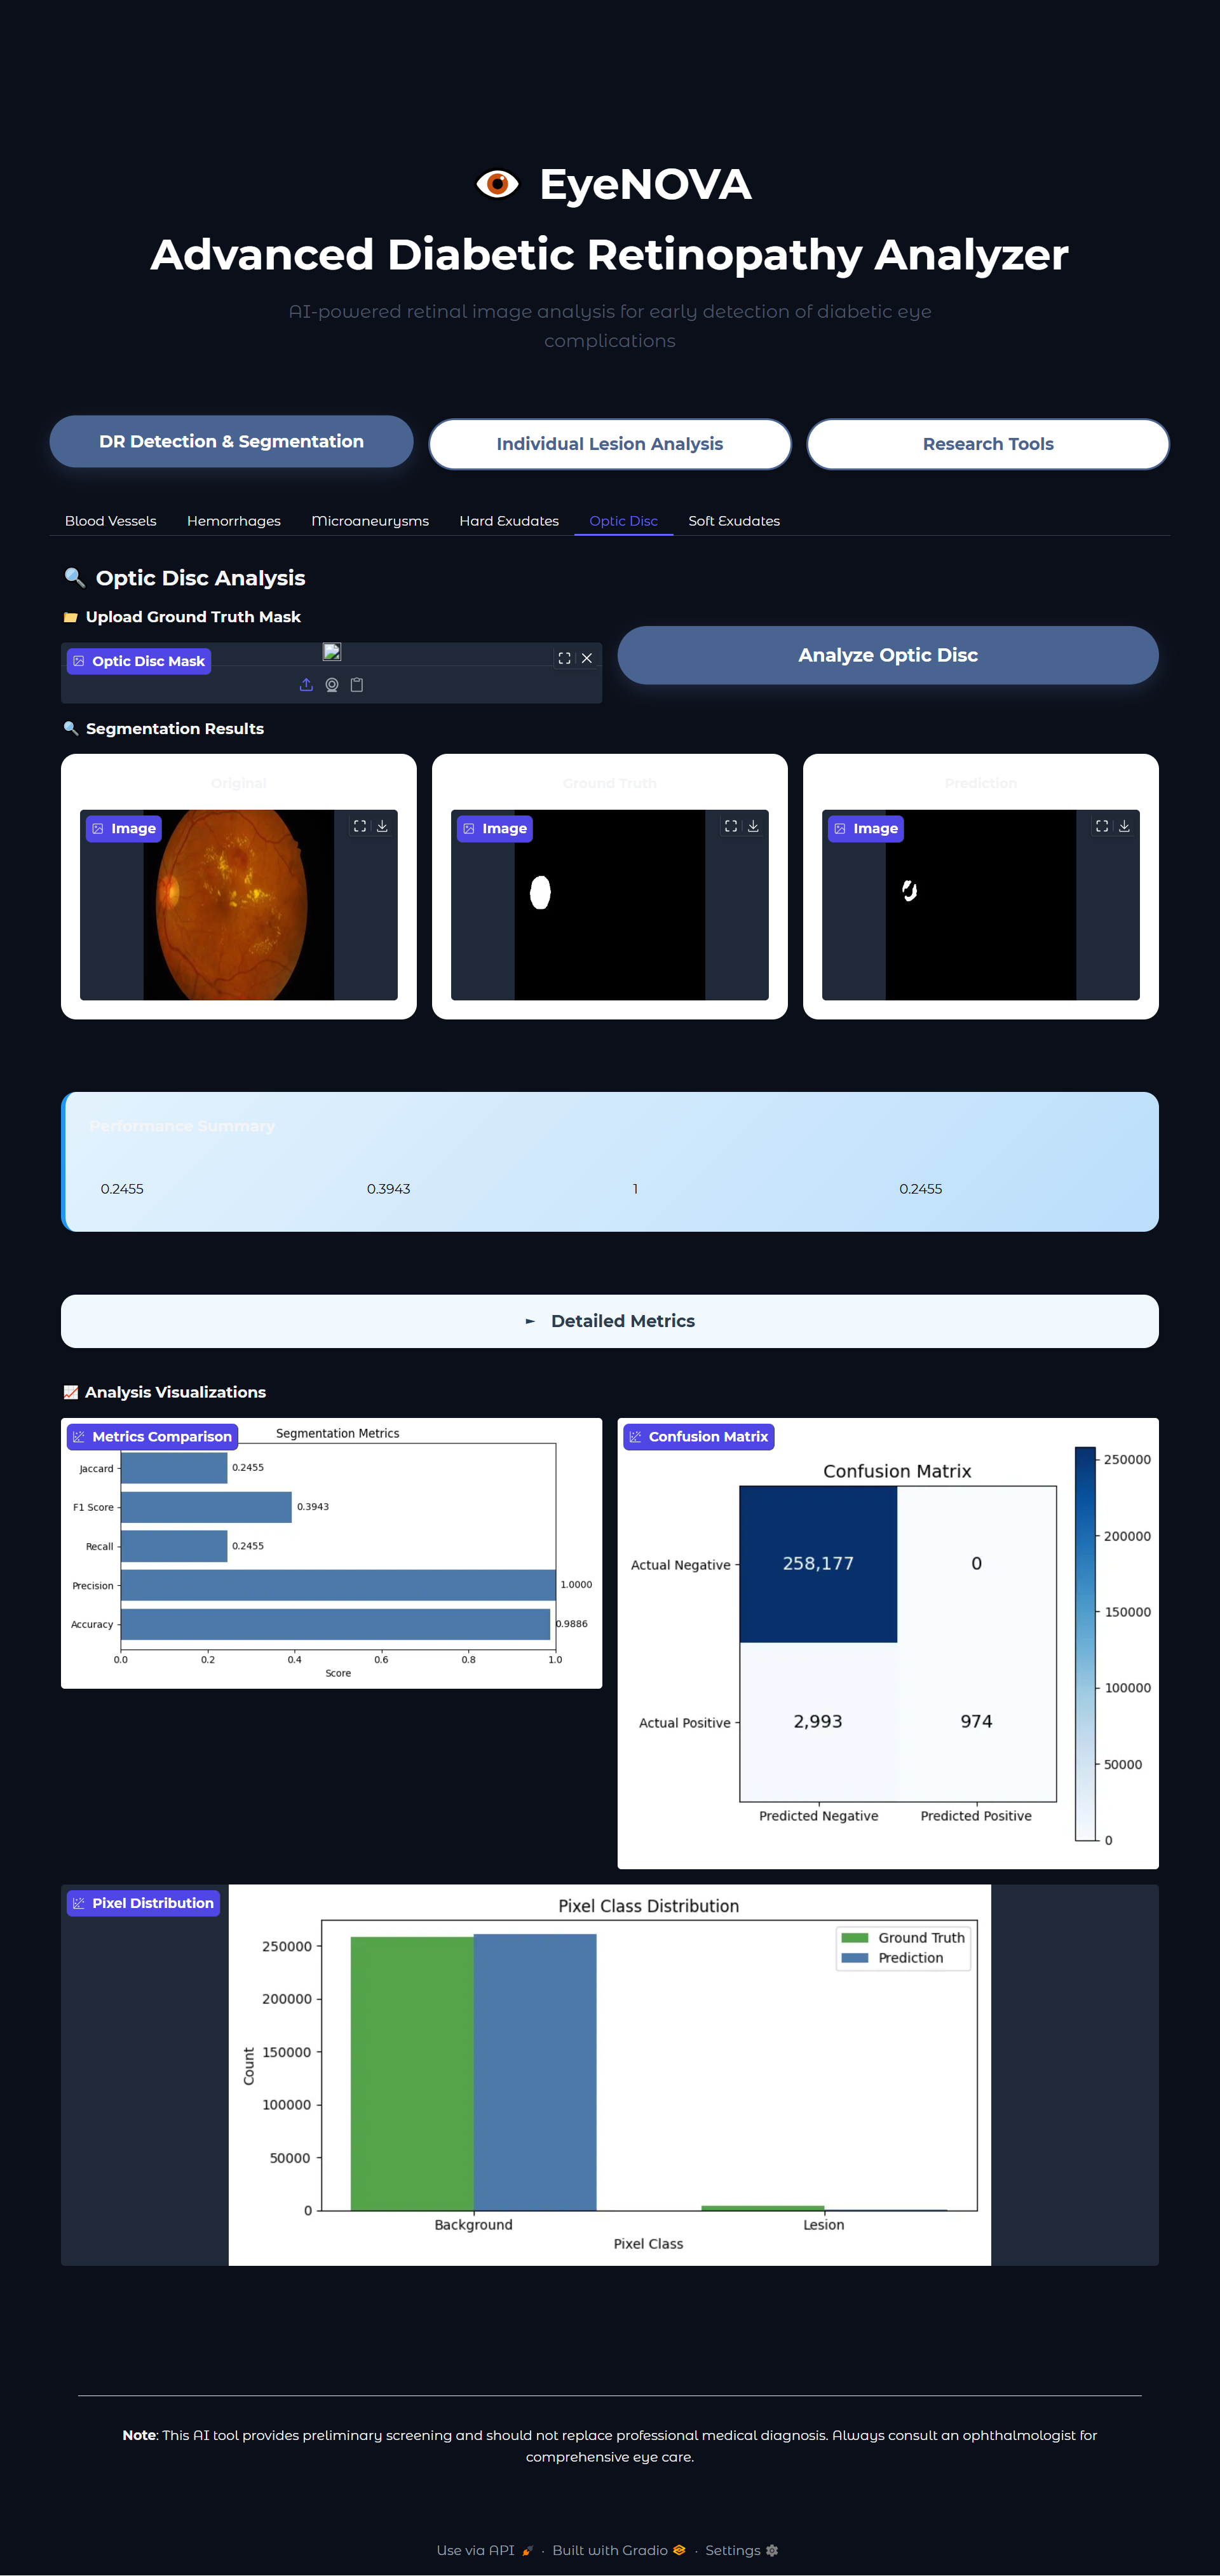 EyeNOVA
Advanced Diabetic Retinopathy Analyzer
AI-powered retinal image analysis for early detection of diabetic eye
complications
DR Detection & Segmentation
Individual Lesion Analysis
Research Tools
Blood Vessels
Hemorrhages
Microaneurysms
Hard Exudates
Optic Disc
Soft Exudates
Optic Disc Analysis
Upload Ground Truth Mask
Optic Disc Mask
Analyze Optic Disc
Segmentation Results
Original
Ground Truth
Prediction
Image
Image
Image
Performance Summary
0.2455
0.3943
1
0.2455
► Detailed Metrics
Analysis Visualizations
Metrics Comparison
Segmentation Metrics
Jaccard
0.2455
F1 Score
0.3943
Recall
0.2455
Precision
1.0000
Accuracy
0.9886
0.0 0.2 0.4 0.6 0.8 1.0
Score
Confusion Matrix
Confusion Matrix
Actual Negative
258,177
0
Actual Positive
2,993
974
Predicted Negative
Predicted Positive
250000
200000
150000
100000
50000
0
Pixel Distribution
Pixel Class Distribution
Ground Truth
Prediction
250000
200000
150000
100000
50000
0
Count
Background
Lesion
Pixel Class
Note: This AI tool provides preliminary screening and should not replace professional medical diagnosis. Always consult an ophthalmologist for
comprehensive eye care.
Use via API · Built with Gradio · Settings